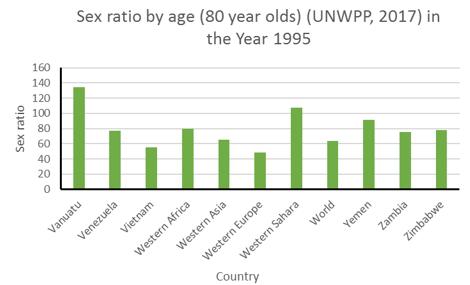 Sex ratio by age (80 year olds) (UNWPP, 2017) in
the Year 1995
160
140
120
100
80
60
40
20
0
Sex ratio
Vanuatu
Venezuela
Vietnam
Western Africa
Western Asia
Western Europe
Western Sahara
World
Yemen
Zambia
Zimbabwe
Country